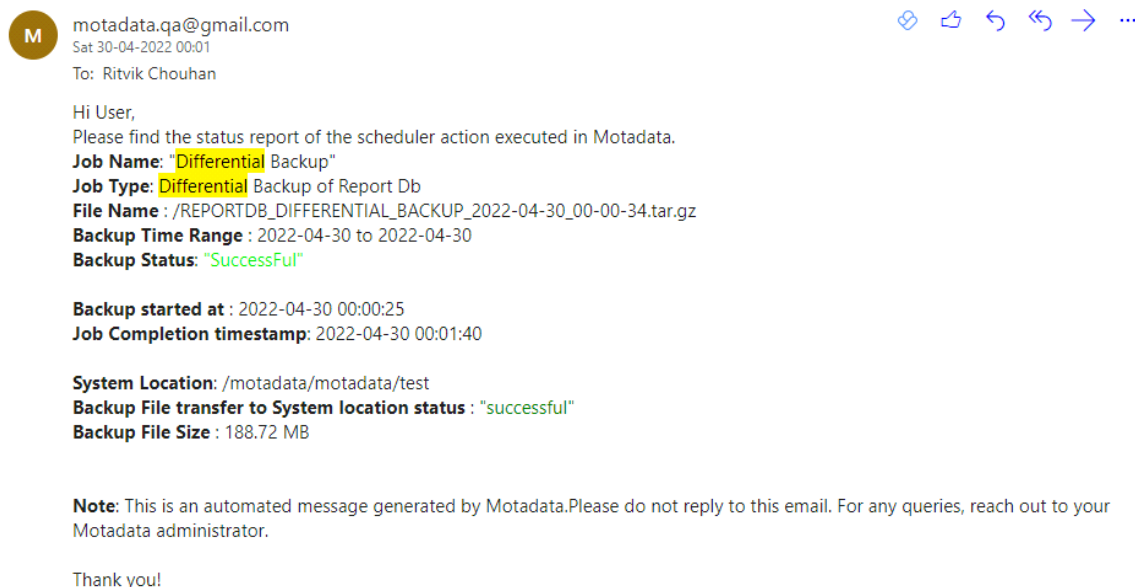 M
motadata.qa@gmail.com
Sat 30-04-2022 00:01
To: Ritvik Chouhan
Hi User,
Please find the status report of the scheduler action executed in Motadata.
Job Name: "Differential Backup"
Job Type: Differential Backup of Report Db
File Name : /REPORTDB_DIFFERENTIAL_BACKUP_2022-04-30_00-00-34.tar.gz
Backup Time Range : 2022-04-30 to 2022-04-30
Backup Status: "SuccessFul"
Backup started at : 2022-04-30 00:00:25
Job Completion timestamp: 2022-04-30 00:01:40
System Location: /motadata/motadata/test
Backup File transfer to System location status : "successful"
Backup File Size : 188.72 MB
Note: This is an automated message generated by Motadata.Please do not reply to this email. For any queries, reach out to your
Motadata administrator.
Thank you!